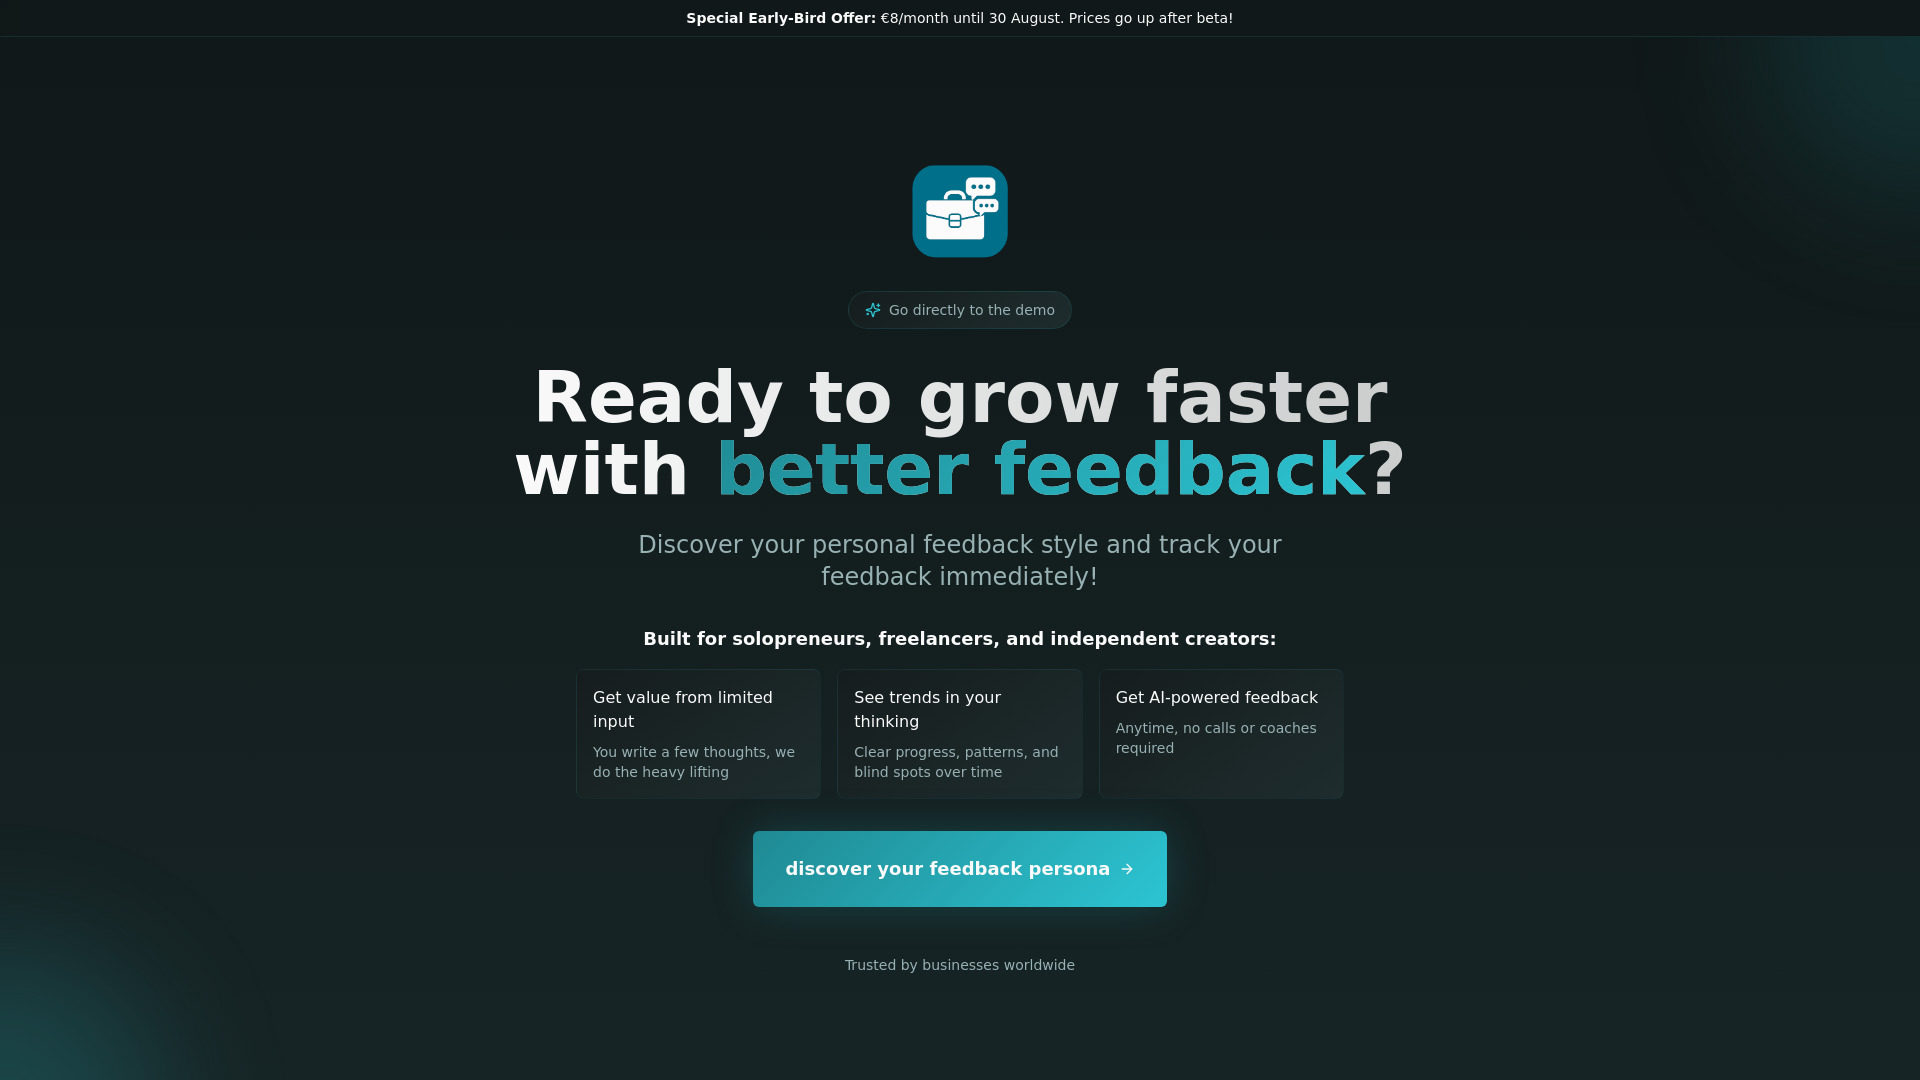 Special Early-Bird Offer: €8/month until 30 August. Prices go up after beta!
Go directly to the demo
Ready to grow faster
with better feedback?
Discover your personal feedback style and track your
feedback immediately!
Built for solopreneurs, freelancers, and independent creators:
Get value from limited
input
You write a few thoughts, we
do the heavy lifting
See trends in your
thinking
Clear progress, patterns, and
blind spots over time
Get AI-powered feedback
Anytime, no calls or coaches
required
discover your feedback persona →
Trusted by businesses worldwide